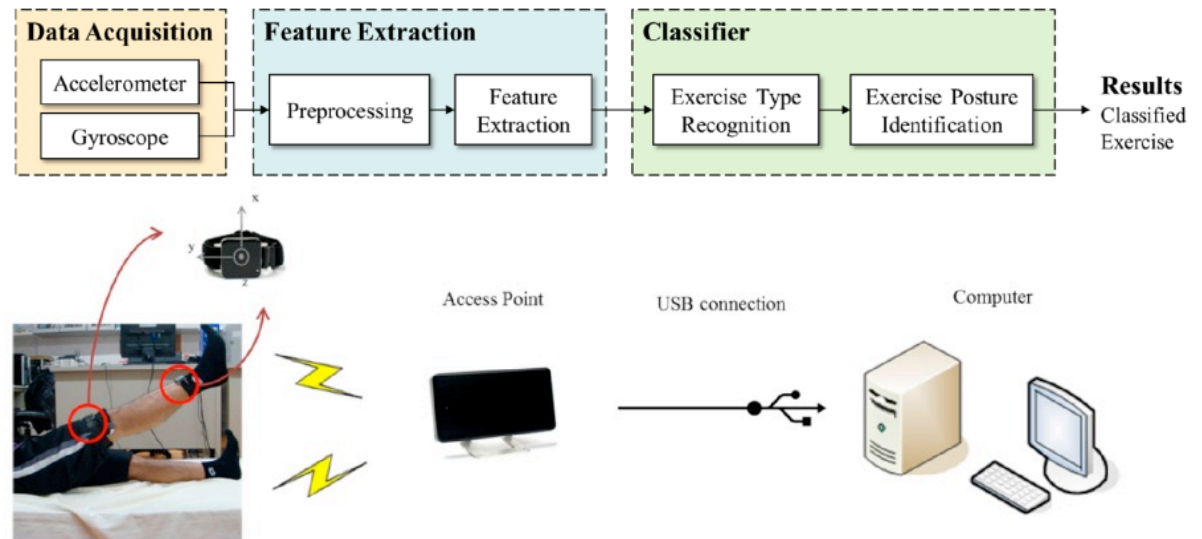 Data Acquisition
Accelerometer
Gyroscope
Feature Extraction
Preprocessing
Feature
Extraction
Classifier
Exercise Type
Recognition
Exercise Posture
Identification
Results
Classified
Exercise
x
y
z
Access Point
USB connection
Computer